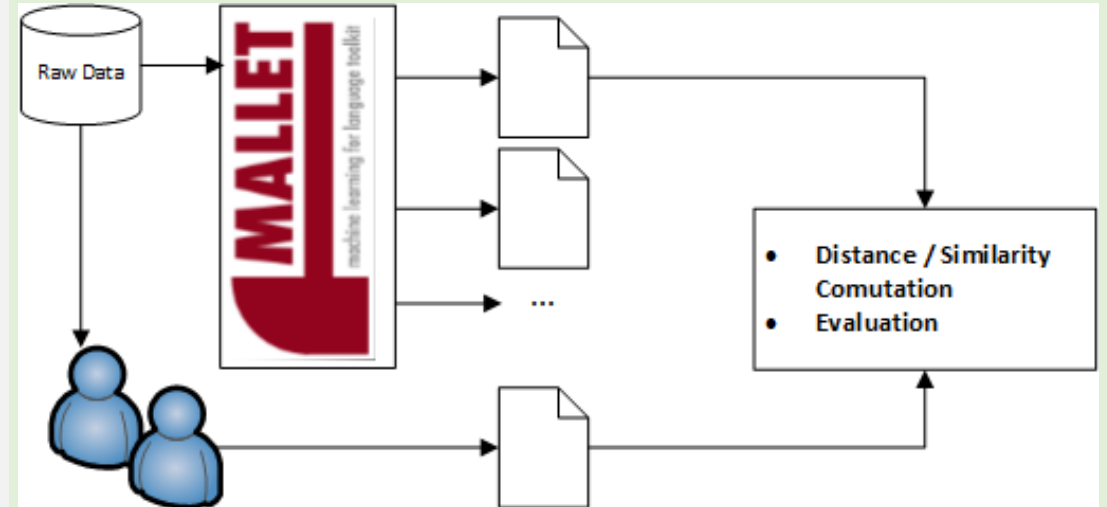 Raw Data
MALLET
machine learning for language toolkit
...
• Distance / Similarity
Comutation
• Evaluation